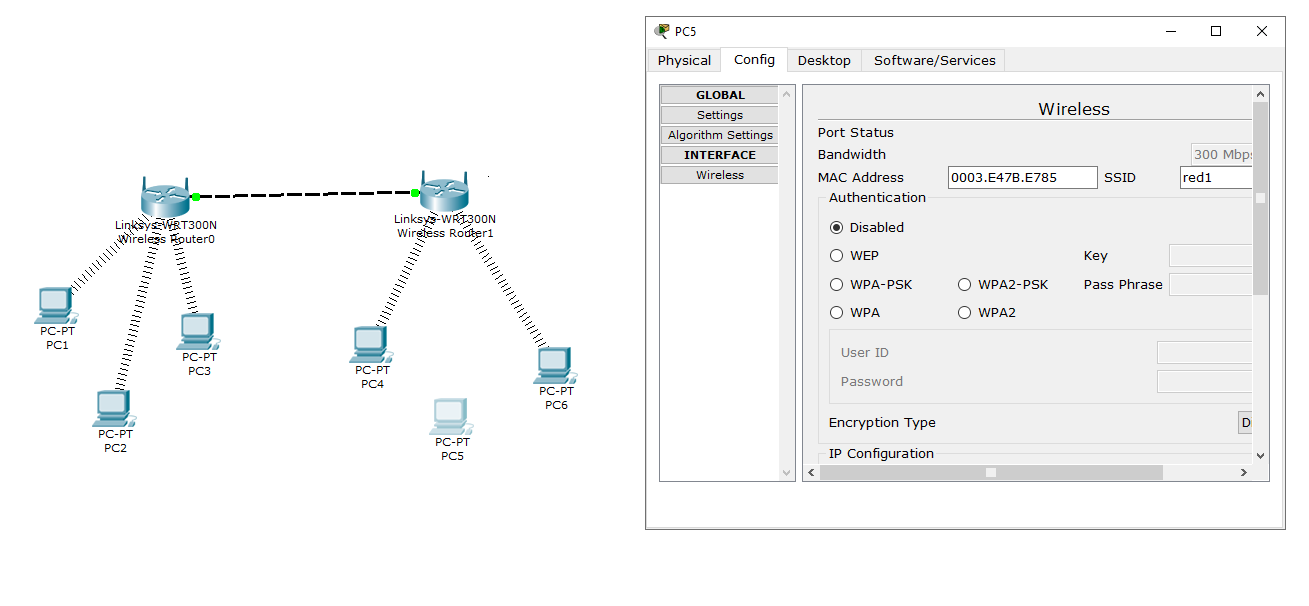 Linksys-WRT300N
Wireless Router0
Linksys-WRT300N
Wireless Router1
PC-PT
PC1
PC-PT
PC3
PC-PT
PC2
PC-PT
PC4
PC-PT
PC6
PC-PT
PC5
PC5
Physical Config Desktop Software/Services
GLOBAL
Settings
Algorithm Settings
INTERFACE
Wireless
Wireless
Port Status
Bandwidth 300 Mbps
MAC Address 0003.E47B.E785 SSID red1
Authentication
Disabled
WEP Key
WPA-PSK WPA2-PSK Pass Phrase
WPA WPA2
User ID
Password
Encryption Type D
IP Configuration